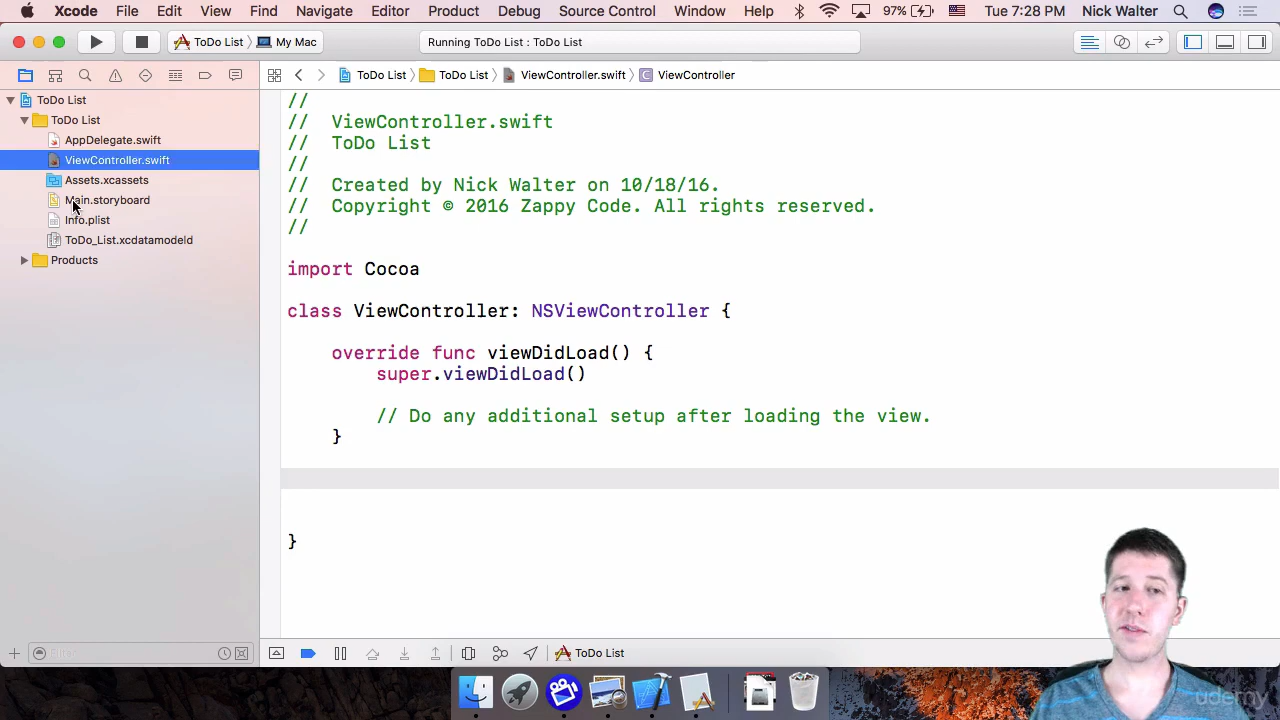 Xcode File Edit View Find Navigate Editor Product Debug Source Control Window Help 97% Tue 7:28 PM Nick Walter
ToDo List My Mac Running ToDo List : ToDo List
ToDo List ToDo List ViewController.swift C ViewController
ToDo List
ToDo List
AppDelegate.swift
ViewController.swift
Assets.xcassets
Main.storyboard
Info.plist
ToDo_List.xcdatamodeld
Products
//
// ViewController.swift
// ToDo List
//
// Created by Nick Walter on 10/18/16.
// Copyright © 2016 Zappy Code. All rights reserved.
//
import Cocoa
class ViewController: NSViewController {
override func viewDidLoad() {
super.viewDidLoad()
// Do any additional setup after loading the view.
}
}
Filter
ToDo List
udemy